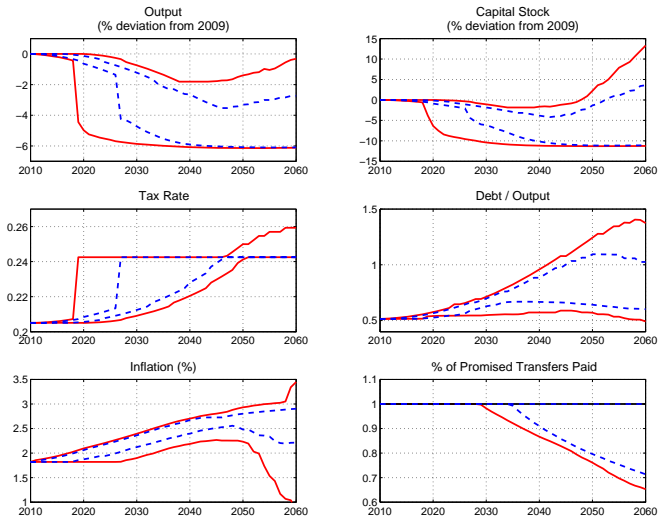 Output
(% deviation from 2009)
0
−2
−4
−6
2010 2020 2030 2040 2050 2060
Capital Stock
(% deviation from 2009)
15
10
5
0
−5
−10
−15
2010 2020 2030 2040 2050 2060
Tax Rate
0.26
0.24
0.22
0.2
2010 2020 2030 2040 2050 2060
Debt / Output
1.5
1
0.5
2010 2020 2030 2040 2050 2060
Inflation (%)
3.5
3
2.5
2
1.5
1
2010 2020 2030 2040 2050 2060
% of Promised Transfers Paid
1.1
1
0.9
0.8
0.7
0.6
2010 2020 2030 2040 2050 2060